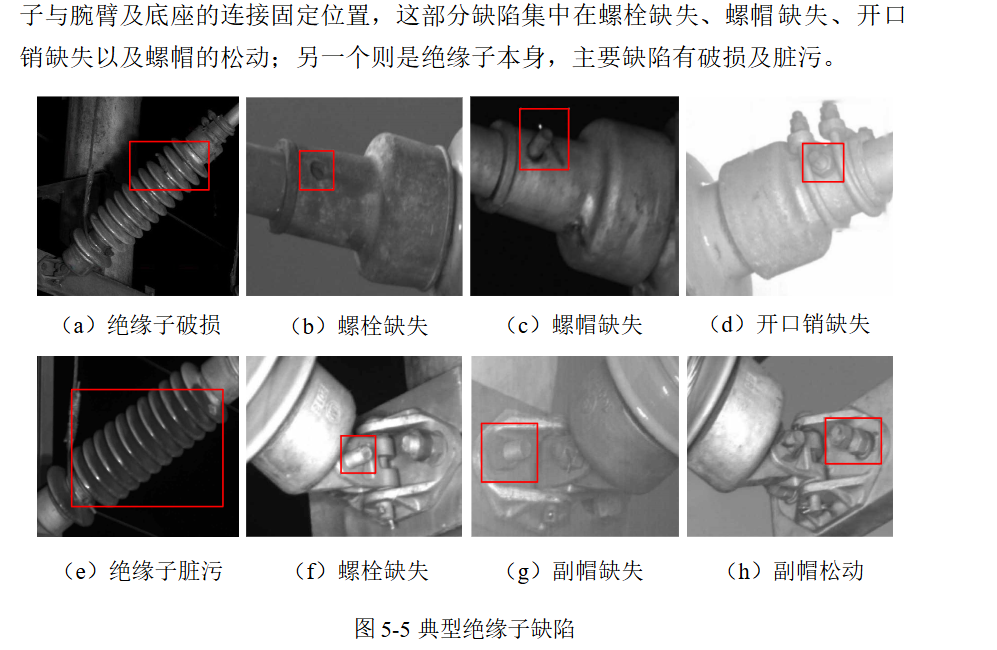 子与腕臂及底座的连接固定位置，这部分缺陷集中在螺栓缺失、螺帽缺失、开口
销缺失以及螺帽的松动；另一个则是绝缘子本身，主要缺陷有破损及脏污。
（a）绝缘子破损 （b）螺栓缺失 （c）螺帽缺失 （d）开口销缺失
（e）绝缘子脏污 （f）螺栓缺失 （g）副帽缺失 （h）副帽松动
图 5-5 典型绝缘子缺陷